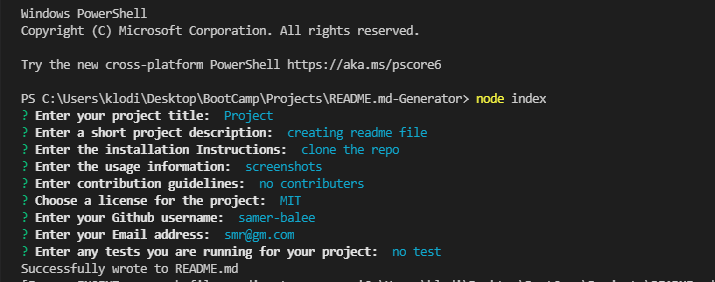 Windows PowerShell
Copyright (C) Microsoft Corporation. All rights reserved.
Try the new cross-platform PowerShell https://aka.ms/pscore6
PS C:\Users\klodi\Desktop\BootCamp\Projects\README.md-Generator> node index
? Enter your project title:  Project
? Enter a short project description:  creating readme file
? Enter the installation Instructions:  clone the repo
? Enter the usage information:  screenshots
? Enter contribution guidelines:  no contributers
? Choose a license for the project:  MIT
? Enter your Github username:  samer-balee
? Enter your Email address:  smr@gm.com
? Enter any tests you are running for your project:  no test
Successfully wrote to README.md